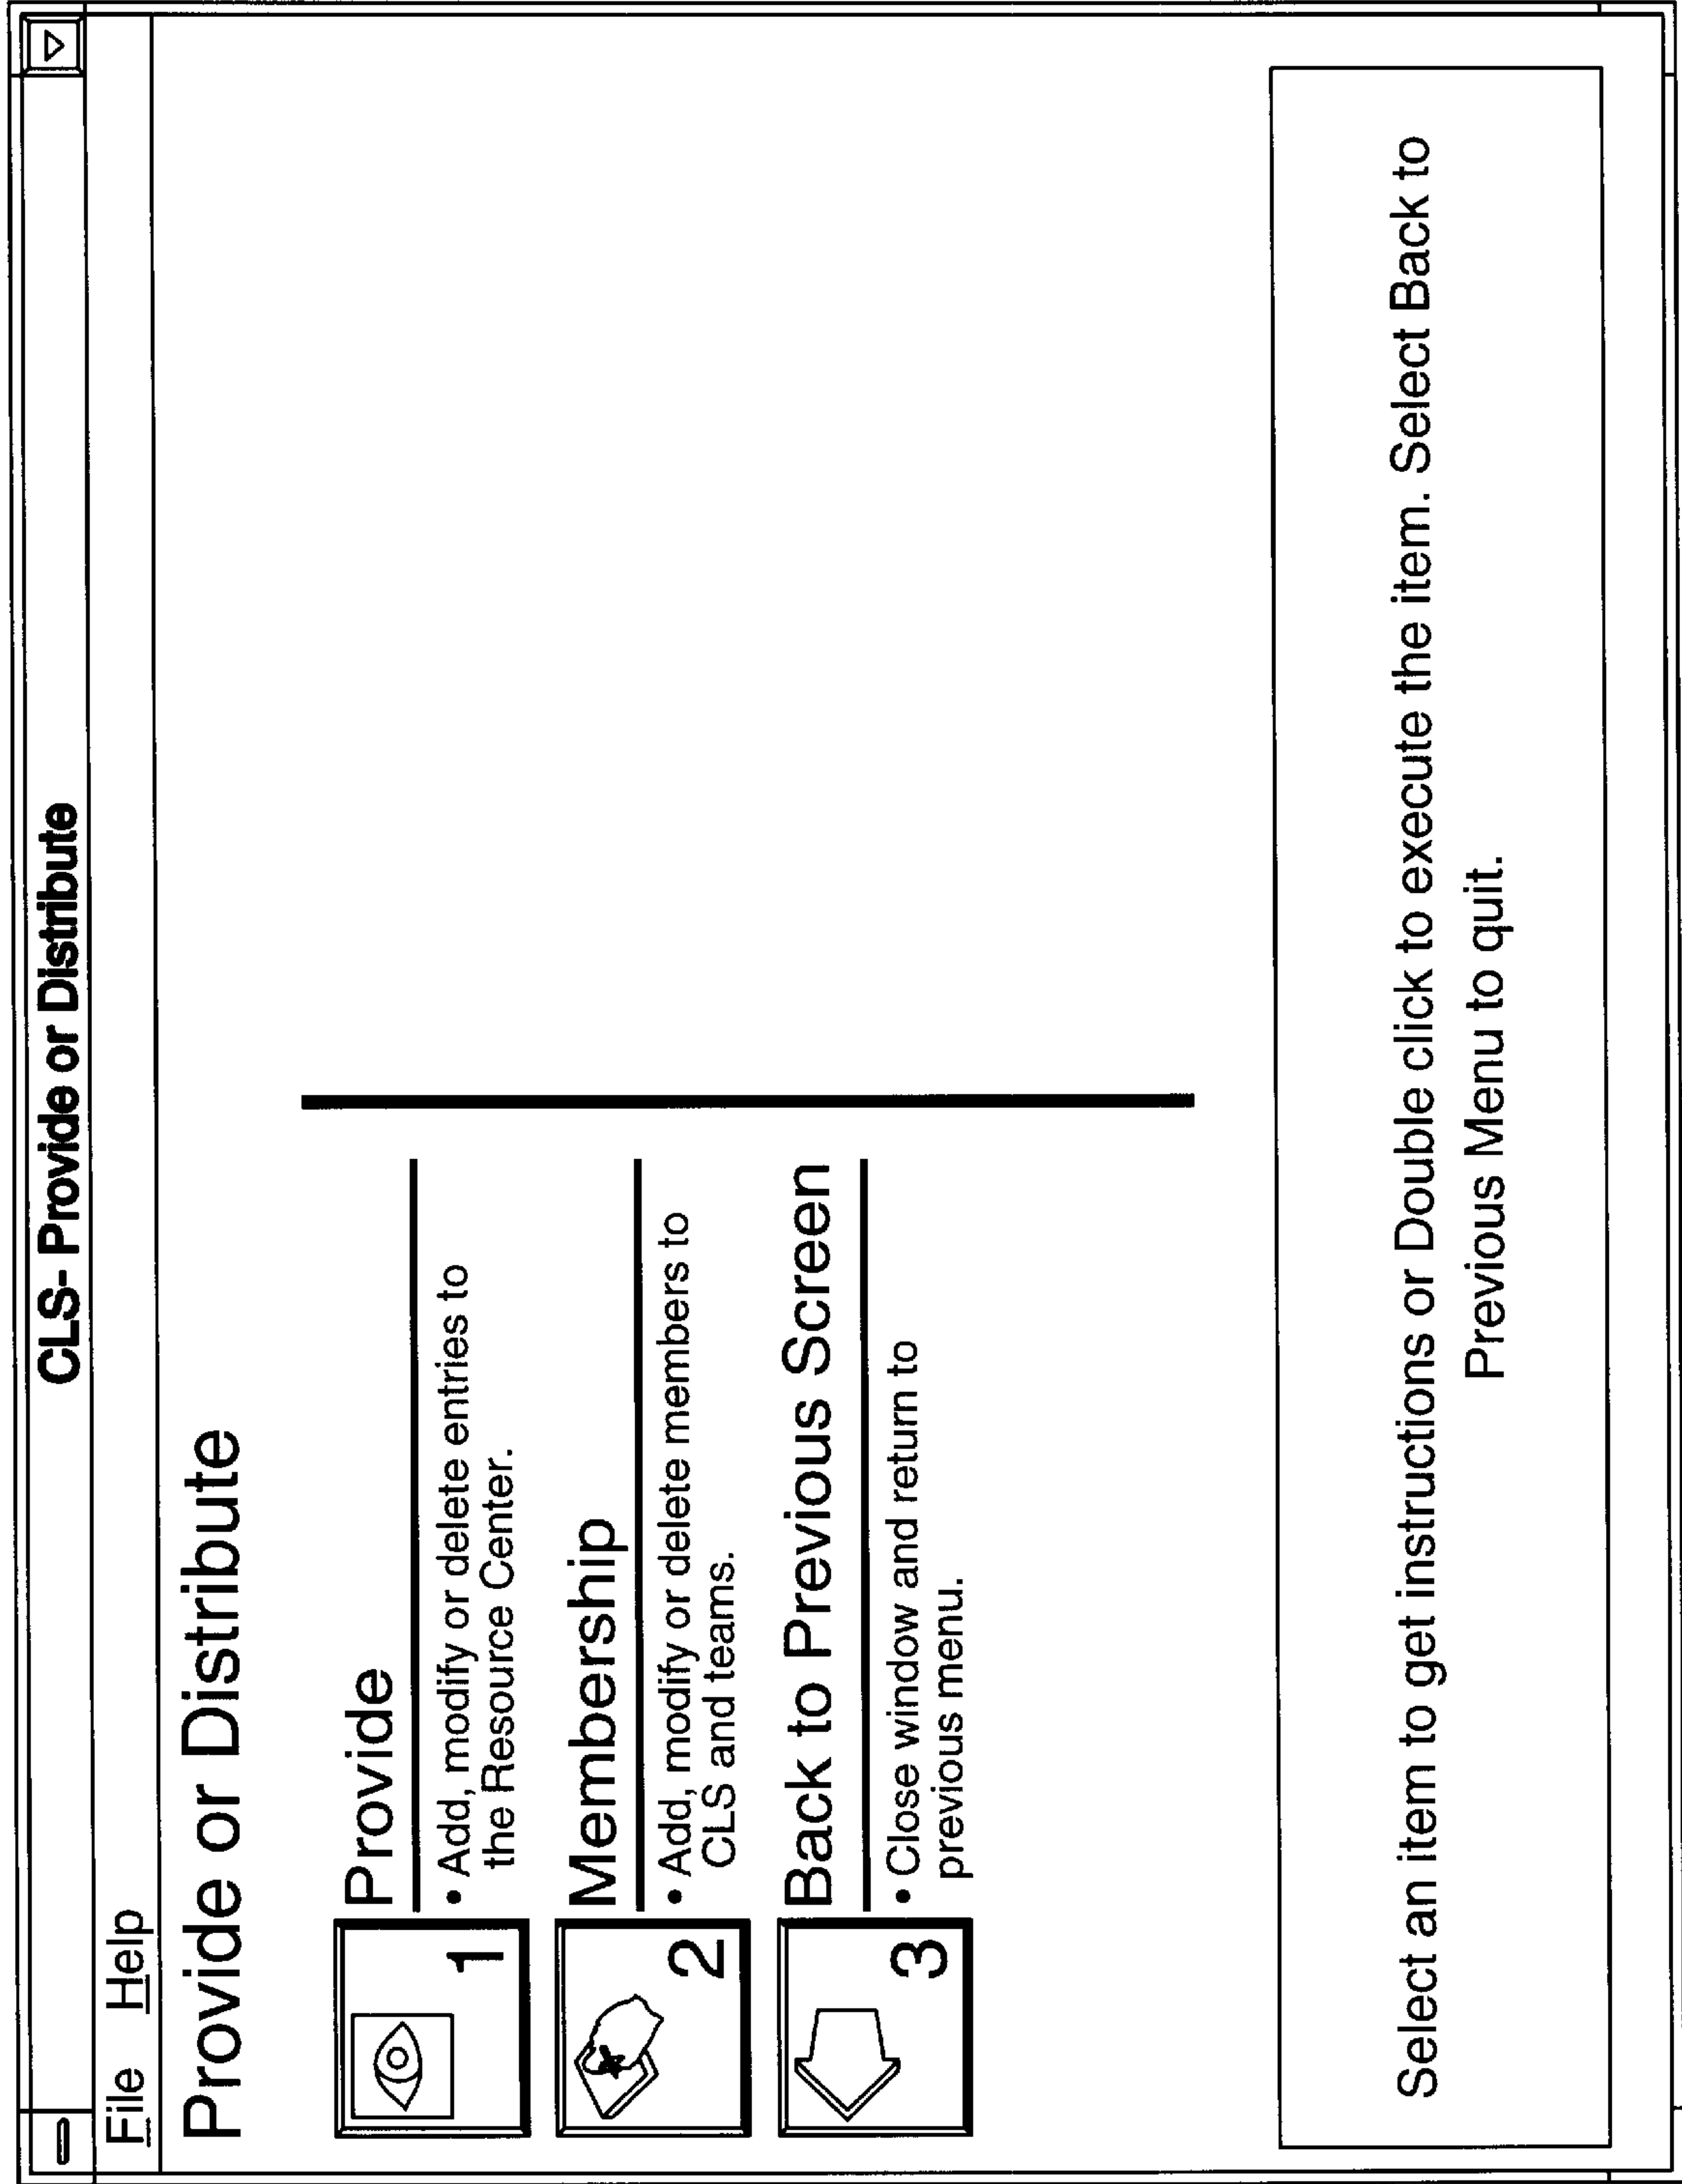 CLS- Provide or Distribute
File Help
Provide or Distribute
1
Provide
• Add, modify or delete entries to
the Resource Center.
2
Membership
• Add, modify or delete members to
CLS and teams.
3
Back to Previous Screen
• Close window and return to
previous menu.
Select an item to get instructions or Double click to execute the item. Select Back to
Previous Menu to quit.